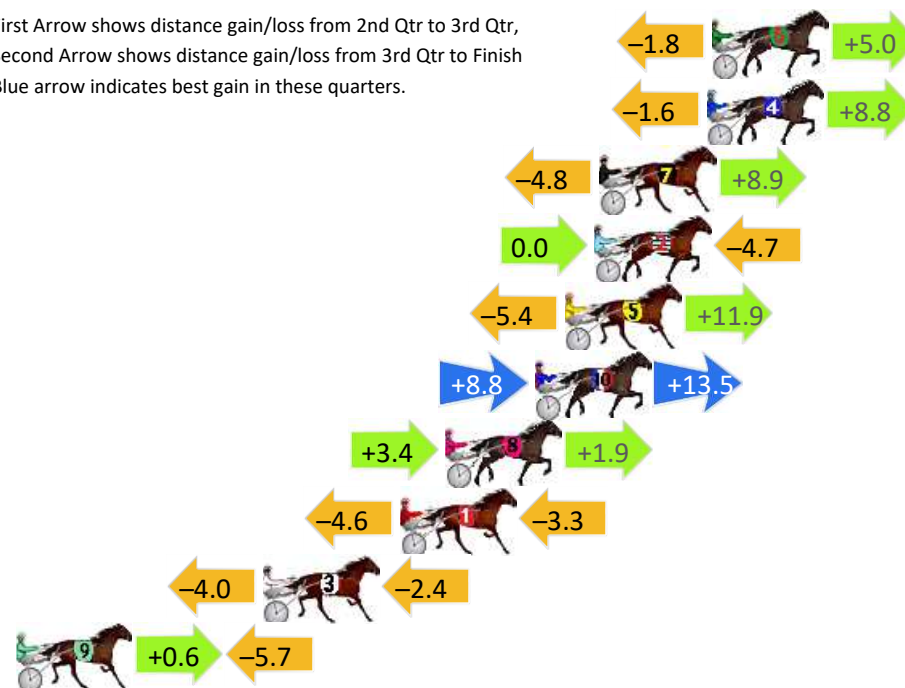 First Arrow shows distance gain/loss from 2nd Qtr to 3rd Qtr,
Second Arrow shows distance gain/loss from 3rd Qtr to Finish
Blue arrow indicates best gain in these quarters.
–1.8 6 +5.0
–1.6 4 +8.8
–4.8 7 +8.9
0.0 2 –4.7
–5.4 5 +11.9
+8.8 10 +13.5
+3.4 8 +1.9
–4.6 1 –3.3
–4.0 3 –2.4
9 +0.6 –5.7